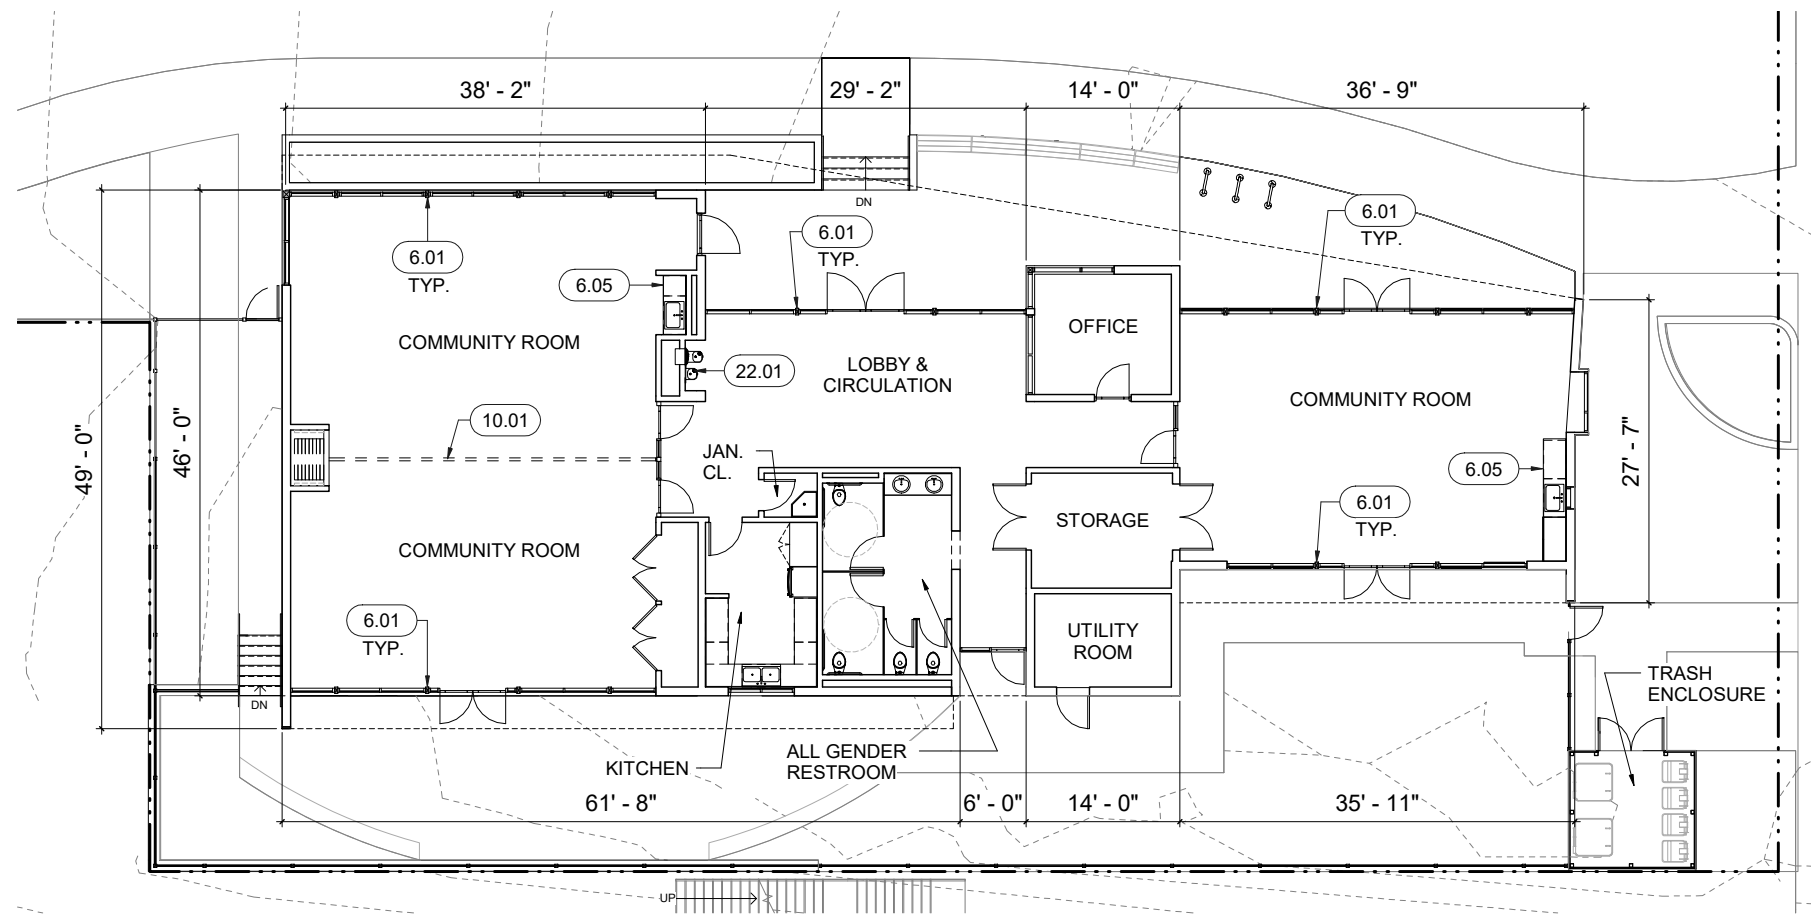 38' - 2"
29' - 2"
14' - 0"
36' - 9"
DN
6.01
TYP.
6.01
TYP.
6.01
TYP.
6.05
OFFICE
COMMUNITY ROOM
LOBBY &
CIRCULATION
22.01
COMMUNITY ROOM
10.01
49' - 0"
46' - 0"
27' - 7"
JAN.
CL.
6.05
6.01
TYP.
STORAGE
COMMUNITY ROOM
6.01
TYP.
UTILITY
ROOM
TRASH
ENCLOSURE
DN
KITCHEN
ALL GENDER
RESTROOM
61' - 8"
6' - 0"
14' - 0"
35' - 11"
UP